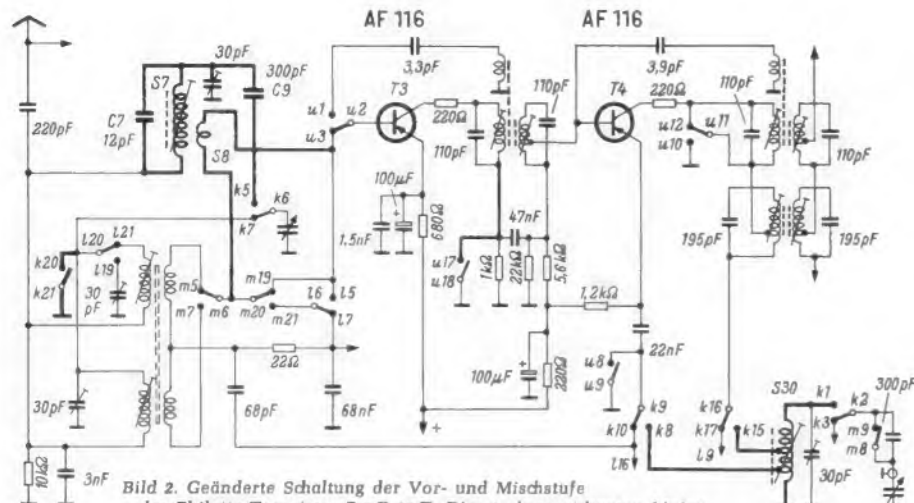 AF 116
AF 116
30pF
300pF
C9
S7
3,3pF
3,9pF
220pF
C7
12pF
S8
u1
u2
u3
T3
220Ω
110pF
110pF
T4
220Ω
110pF
u12
u11
u10
110pF
k5
k6
k7
100µF
1,5nF
680Ω
47nF
u17
u18
1kΩ
22kΩ
5,6kΩ
195pF
195pF
k20
k21
l20
l21
l19
30
pF
m5
m7
m6
m19
m20
m21
l6
l5
l7
22Ω
1,2kΩ
22nF
u8
u9
100µF
220Ω
30pF
68pF
68nF
k9
k10
k8
l16
k16
k17
k15
l9
S30
k1
k2
k3
m9
m8
300pF
30pF
10kΩ
3nF
Bild 2. Geänderte Schaltung der Vor- und Mischstufe